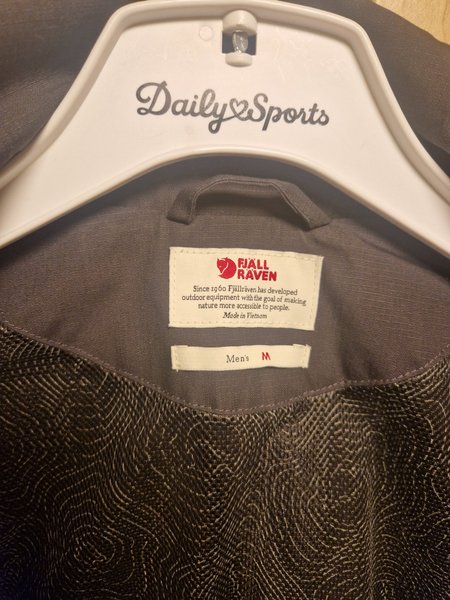 Daily Sports
FJÄLL
RÄVEN
Since 1960 Fjällräven has developed
outdoor equipment with the goal of making
nature more accessible to people.
Made in Vietnam
Men's M